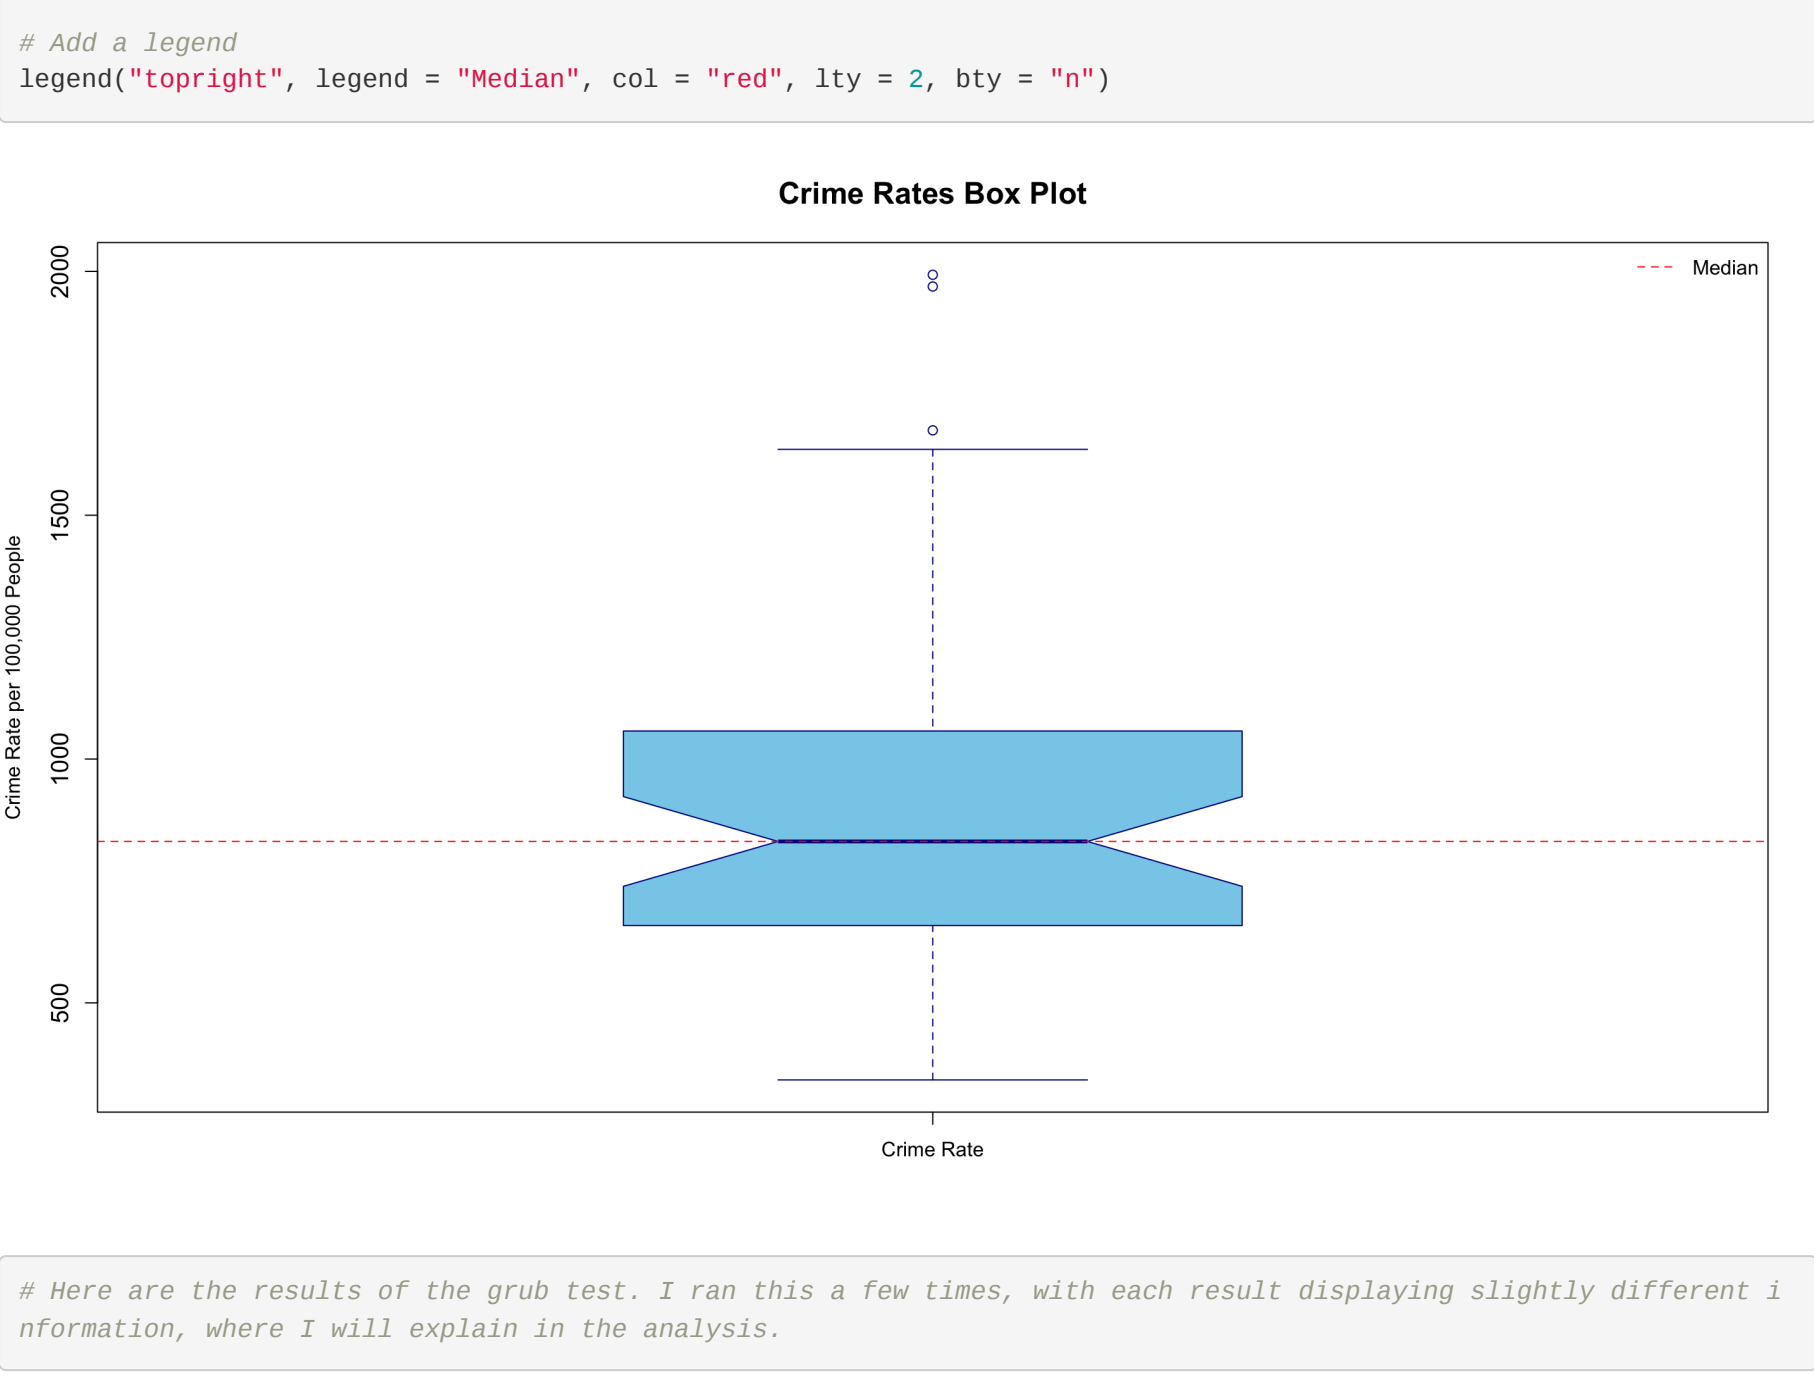 # Add a legend
legend("topright", legend = "Median", col = "red", lty = 2, bty = "n")
Crime Rates Box Plot
Median
2000
1500
1000
500
Crime Rate per 100,000 People
Crime Rate
# Here are the results of the grub test. I ran this a few times, with each result displaying slightly different i
nformation, where I will explain in the analysis.